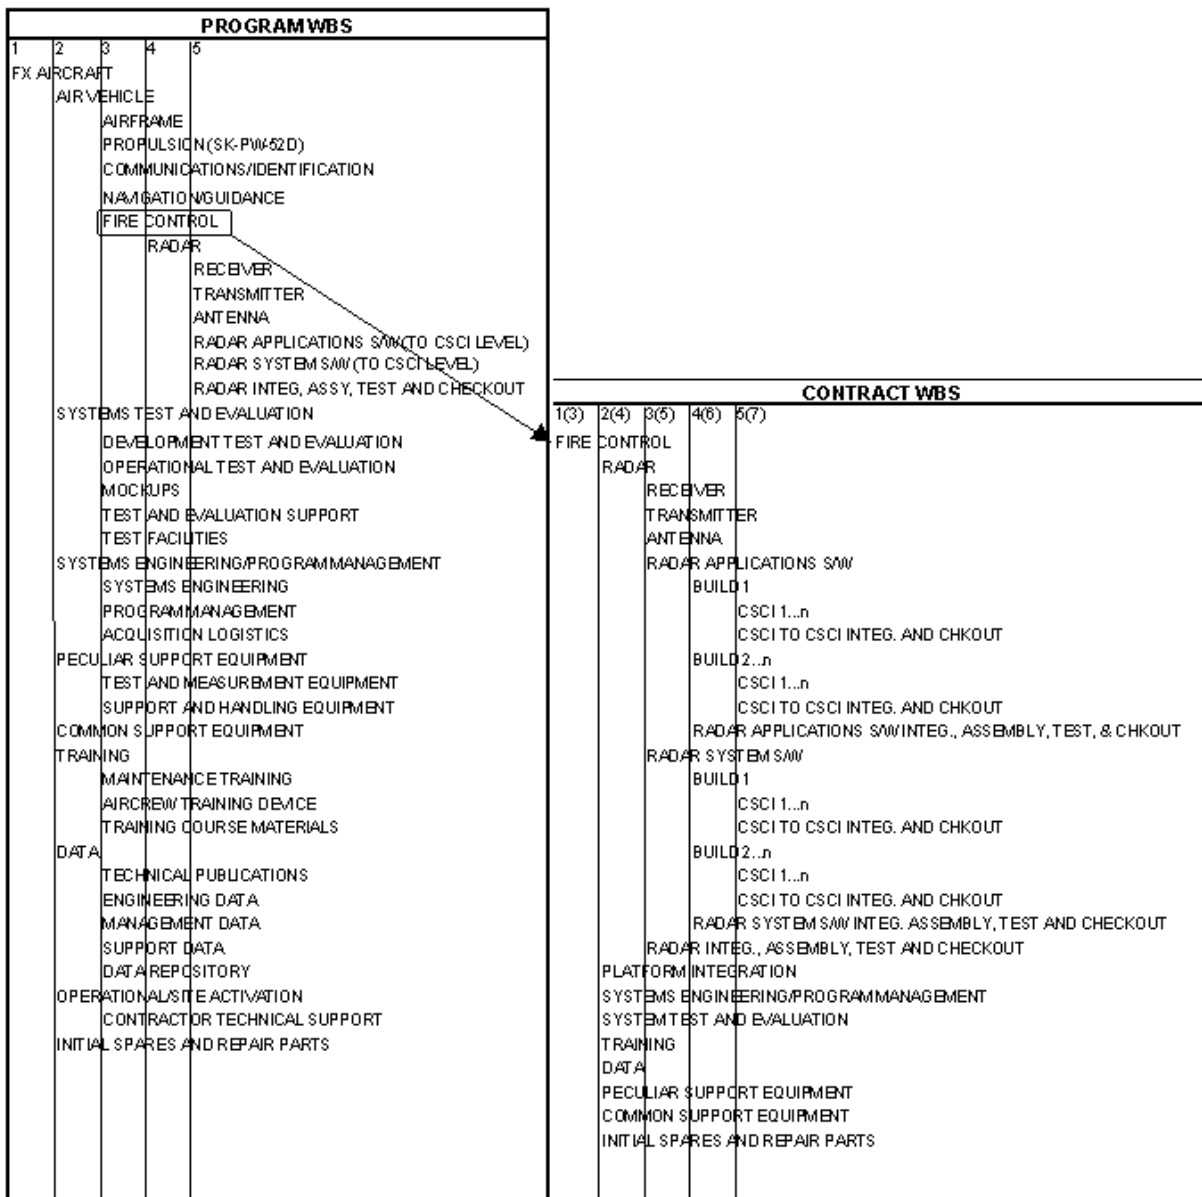 PROGRAM WBS
1 2 3 4 5
FX AIRCRAFT
AIR VEHICLE
AIRFRAME
PROPULSION (SK-PW-52D)
COMMUNICATIONS/IDENTIFICATION
NAVIGATION/GUIDANCE
FIRE CONTROL
RADAR
RECEIVER
TRANSMITTER
ANTENNA
RADAR APPLICATIONS S/W (TO CSCI LEVEL)
RADAR SYSTEM S/W (TO CSCI LEVEL)
RADAR INTEG, ASSY, TEST AND CHECKOUT
SYSTEMS TEST AND EVALUATION
DEVELOPMENT TEST AND EVALUATION
OPERATIONAL TEST AND EVALUATION
MOCKUPS
TEST AND EVALUATION SUPPORT
TEST FACILITIES
SYSTEMS ENGINEERING/PROGRAM MANAGEMENT
SYSTEMS ENGINEERING
PROGRAM MANAGEMENT
ACQUISITION LOGISTICS
PECULIAR SUPPORT EQUIPMENT
TEST AND MEASUREMENT EQUIPMENT
SUPPORT AND HANDLING EQUIPMENT
COMMON SUPPORT EQUIPMENT
TRAINING
MAINTENANCE TRAINING
AIRCREW TRAINING DEVICE
TRAINING COURSE MATERIALS
DATA
TECHNICAL PUBLICATIONS
ENGINEERING DATA
MANAGEMENT DATA
SUPPORT DATA
DATA REPOSITORY
OPERATIONAL/SITE ACTIVATION
CONTRACTOR TECHNICAL SUPPORT
INITIAL SPARES AND REPAIR PARTS
CONTRACT WBS
1(3) 2(4) 3(5) 4(6) 5(7)
FIRE CONTROL
RADAR
RECEIVER
TRANSMITTER
ANTENNA
RADAR APPLICATIONS S/W
BUILD 1
CSCI 1...n
CSCI TO CSCI INTEG. AND CHKOUT
BUILD 2...n
CSCI 1...n
CSCI TO CSCI INTEG. AND CHKOUT
RADAR APPLICATIONS S/W INTEG., ASSEMBLY, TEST, & CHKOUT
RADAR SYSTEM S/W
BUILD 1
CSCI 1...n
CSCI TO CSCI INTEG. AND CHKOUT
BUILD 2...n
CSCI 1...n
CSCI TO CSCI INTEG. AND CHKOUT
RADAR SYSTEM S/W INTEG. ASSEMBLY, TEST AND CHECKOUT
RADAR INTEG., ASSEMBLY, TEST AND CHECKOUT
PLATFORM INTEGRATION
SYSTEMS ENGINEERING/PROGRAM MANAGEMENT
SYSTEM TEST AND EVALUATION
TRAINING
DATA
PECULIAR SUPPORT EQUIPMENT
COMMON SUPPORT EQUIPMENT
INITIAL SPARES AND REPAIR PARTS